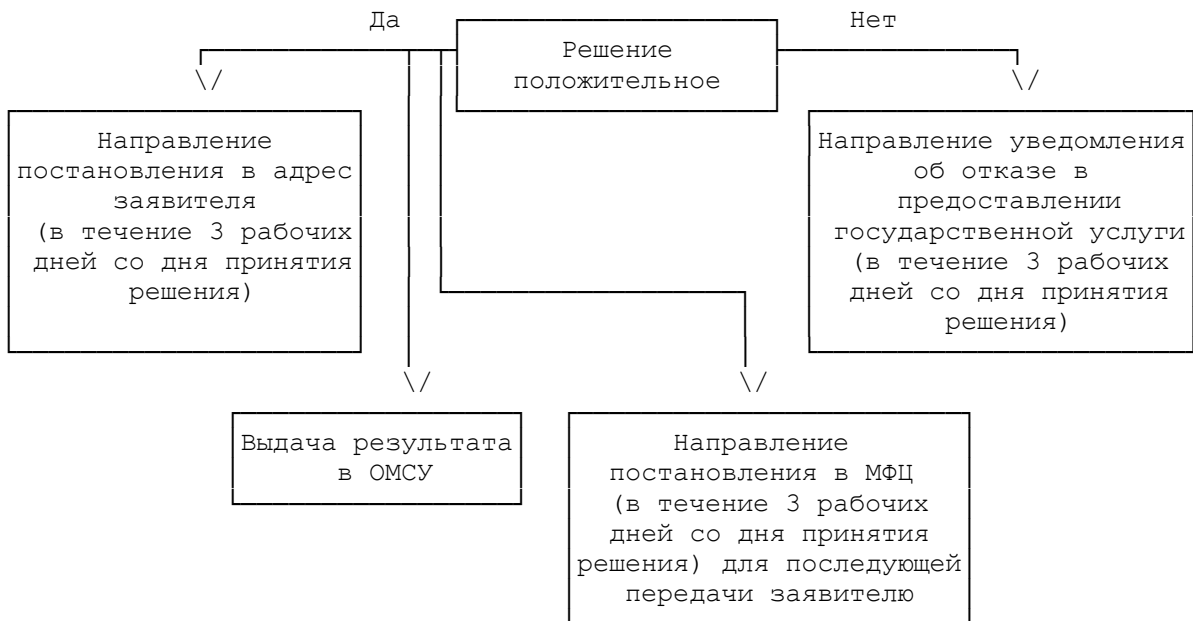 Да
Нет
Решение
положительное
Направление
постановления в адрес
заявителя
(в течение 3 рабочих
дней со дня принятия
решения)
Направление уведомления
об отказе в
предоставлении
государственной услуги
(в течение 3 рабочих
дней со дня принятия
решения)
Выдача результата
в ОМСУ
Направление
постановления в МФЦ
(в течение 3 рабочих
дней со дня принятия
решения) для последующей
передачи заявителю